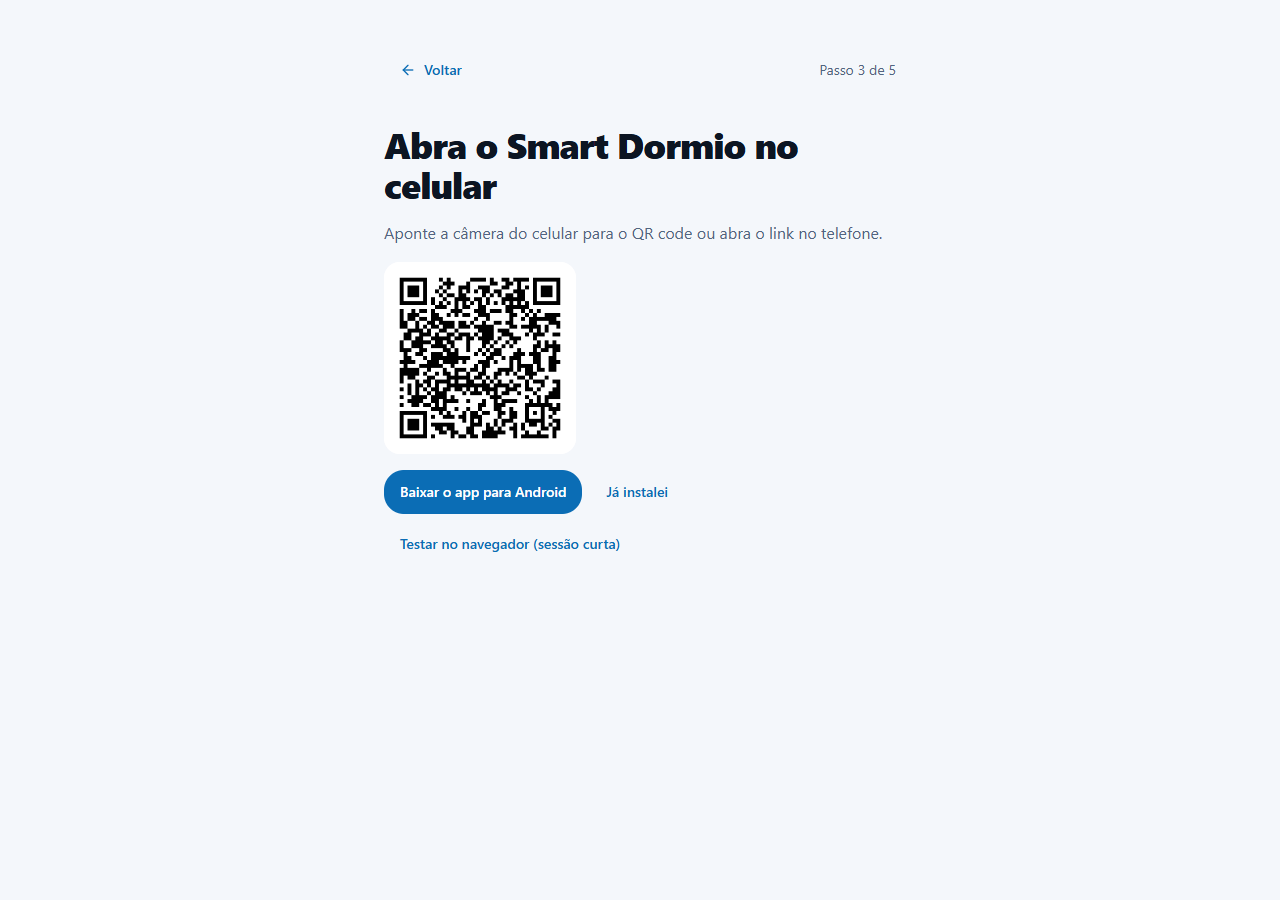 Voltar
Passo 3 de 5
Abra o Smart Dormio no
celular
Aponte a câmera do celular para o QR code ou abra o link no telefone.
Baixar o app para Android
Já instalei
Testar no navegador (sessão curta)